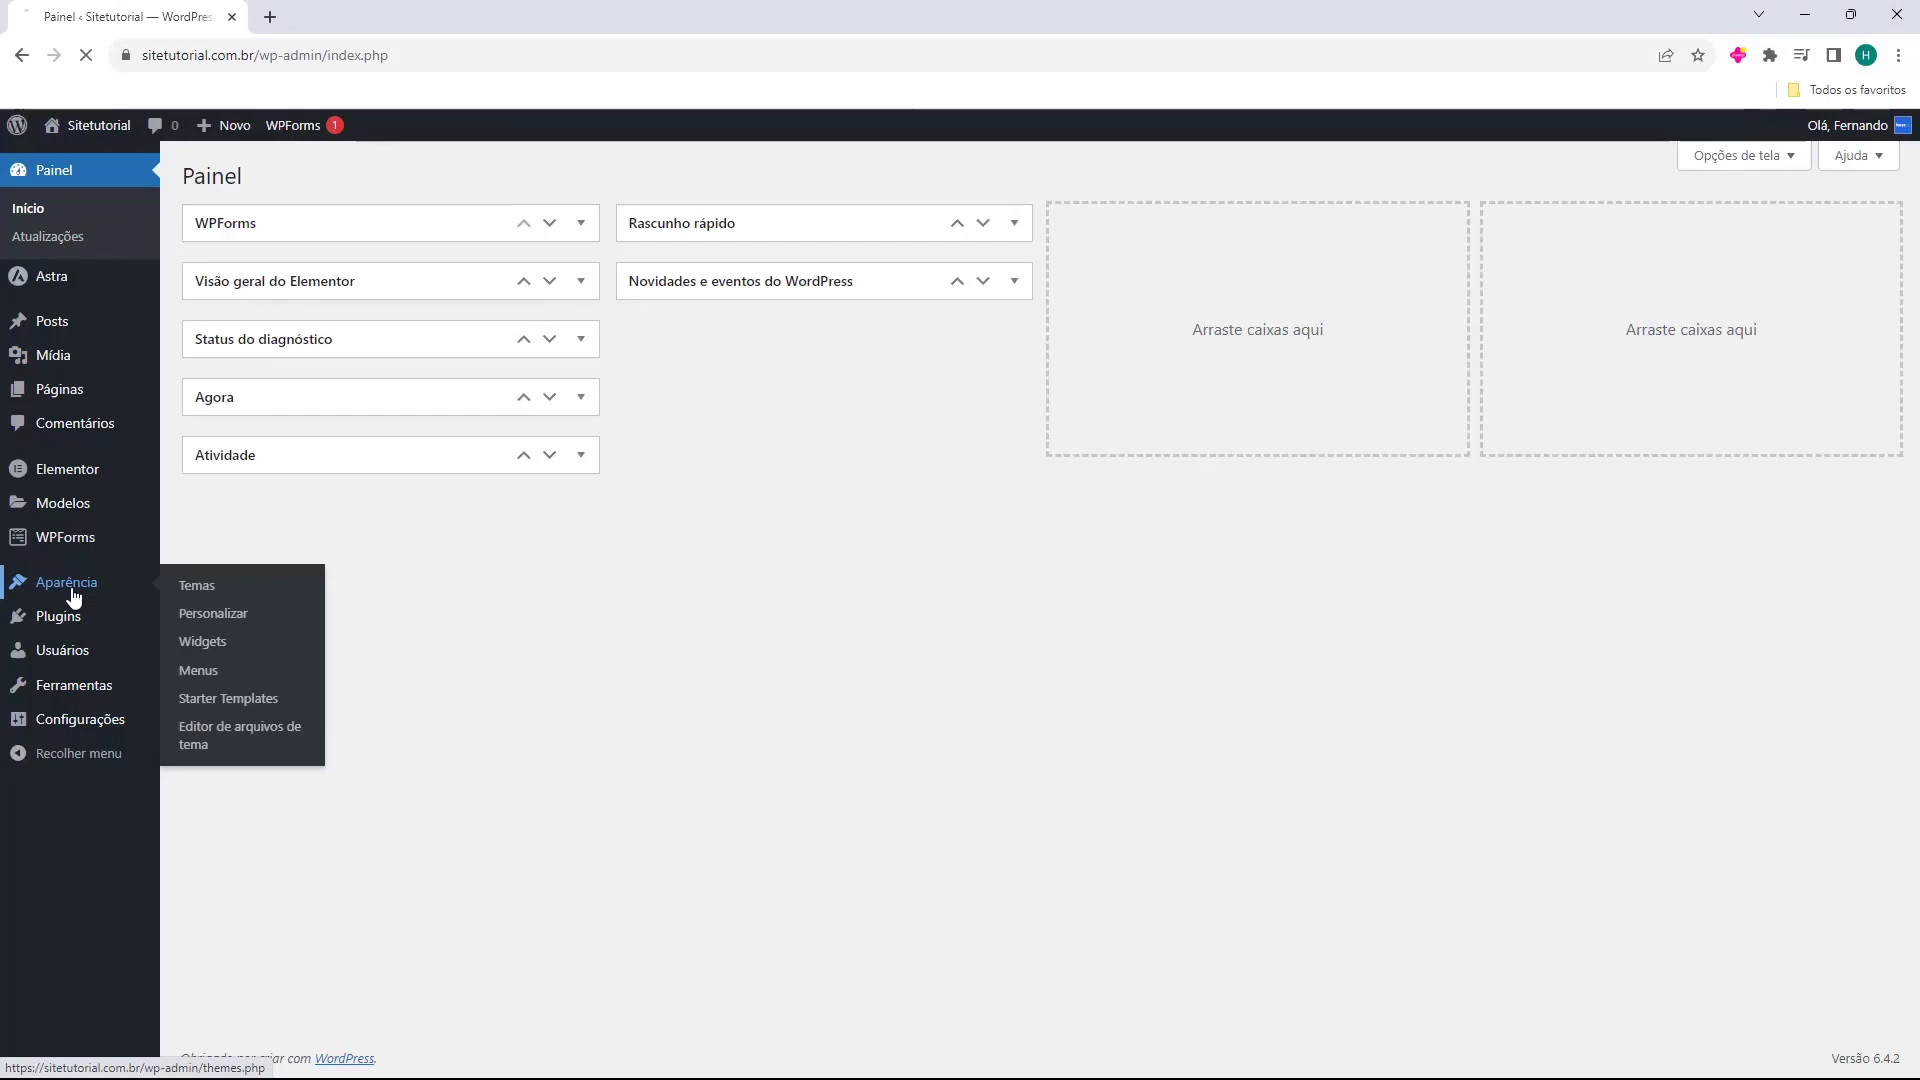 Painel ‹ Sitetutorial — WordPres
sitetutorial.com.br/wp-admin/index.php
H
Todos os favoritos
Sitetutorial
0
Novo
WPForms
1
Olá, Fernando
Opções de tela
Ajuda
Painel
Início
Atualizações
Astra
Posts
Mídia
Páginas
Comentários
Elementor
Modelos
WPForms
Aparência
Plugins
Usuários
Ferramentas
Configurações
Recolher menu
Temas
Personalizar
Widgets
Menus
Starter Templates
Editor de arquivos de
tema
Painel
WPForms
Visão geral do Elementor
Status do diagnóstico
Agora
Atividade
Rascunho rápido
Novidades e eventos do WordPress
Arraste caixas aqui
Arraste caixas aqui
criar com WordPress.
Versão 6.4.2
https://sitetutorial.com.br/wp-admin/themes.php